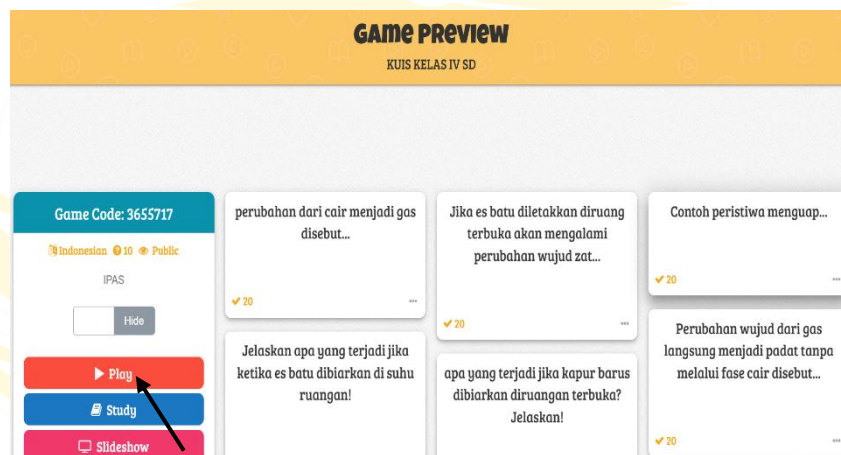 GAME PREVIEW
KUIS KELAS IV SD
Game Code: 3655717
Indonesian 10 Public
IPAS
Hide
Play
Study
Slideshow
perubahan dari cair menjadi gas
disebut...
20
Jelaskan apa yang terjadi jika
ketika es batu dibiarkan di suhu
ruangan!
Jika es batu diletakkan diruang
terbuka akan mengalami
perubahan wujud zat...
20
apa yang terjadi jika kapur barus
dibiarkan diruangan terbuka?
Jelaskan!
Contoh peristiwa menguap...
20
Perubahan wujud dari gas
langsung menjadi padat tanpa
melalui fase cair disebut...
20